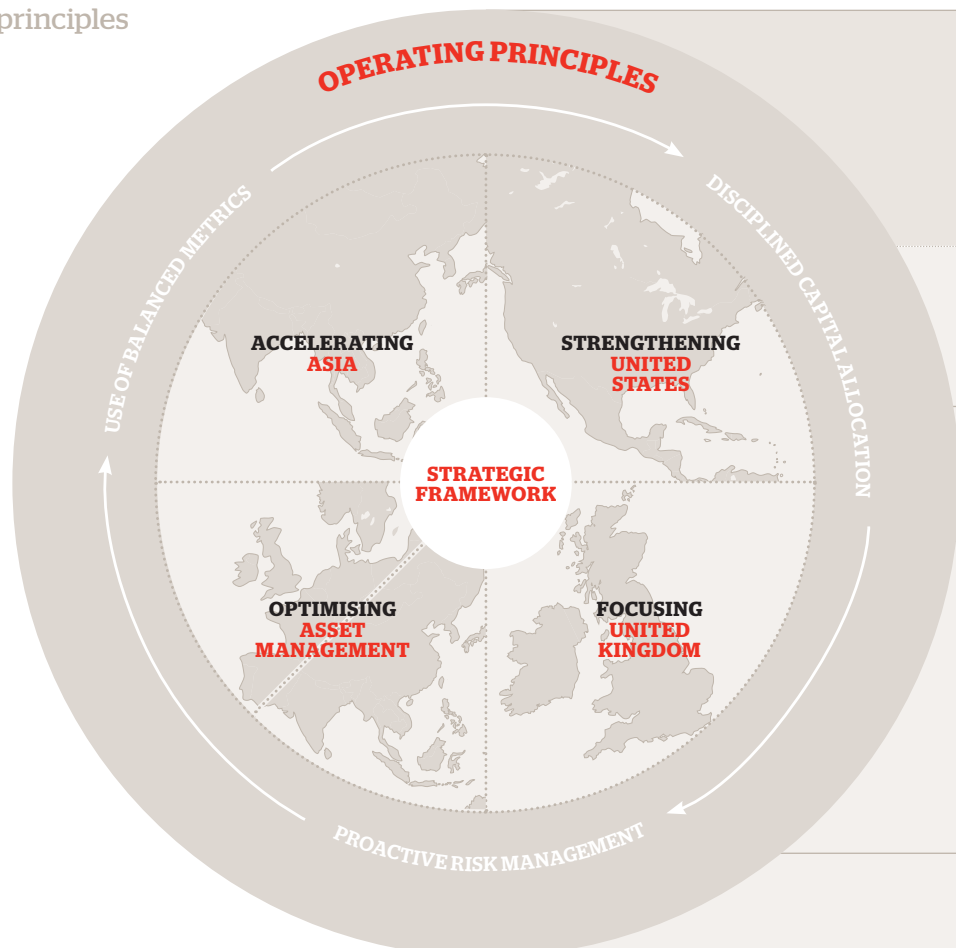 principles
OPERATING PRINCIPLES
USE OF BALANCED METRICS
DISCIPLINED CAPITAL ALLOCATION
ACCELERATING
ASIA
STRENGTHENING
UNITED
STATES
STRATEGIC
FRAMEWORK
OPTIMISING
ASSET
MANAGEMENT
FOCUSING
UNITED
KINGDOM
PROACTIVE RISK MANAGEMENT